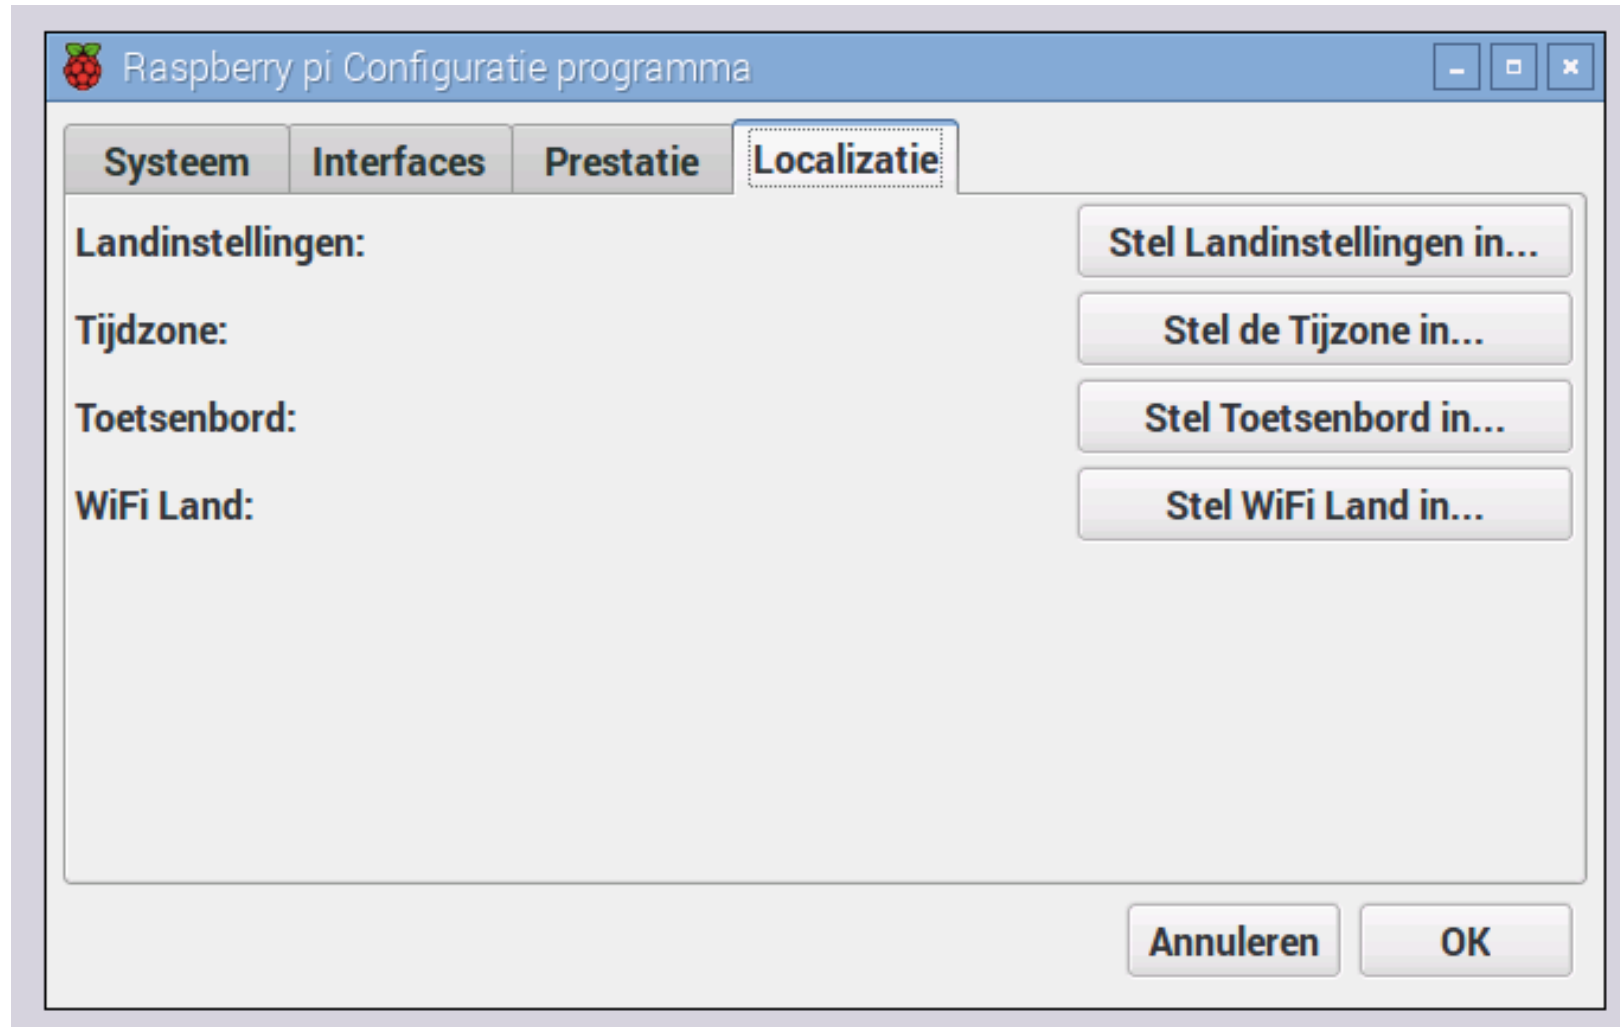 Raspberry pi Configuratie programma
Systeem Interfaces Prestatie Localizatie
Landinstellingen: Stel Landinstellingen in...
Tijdzone: Stel de Tijzone in...
Toetsenbord: Stel Toetsenbord in...
WiFi Land: Stel WiFi Land in...
Annuleren OK